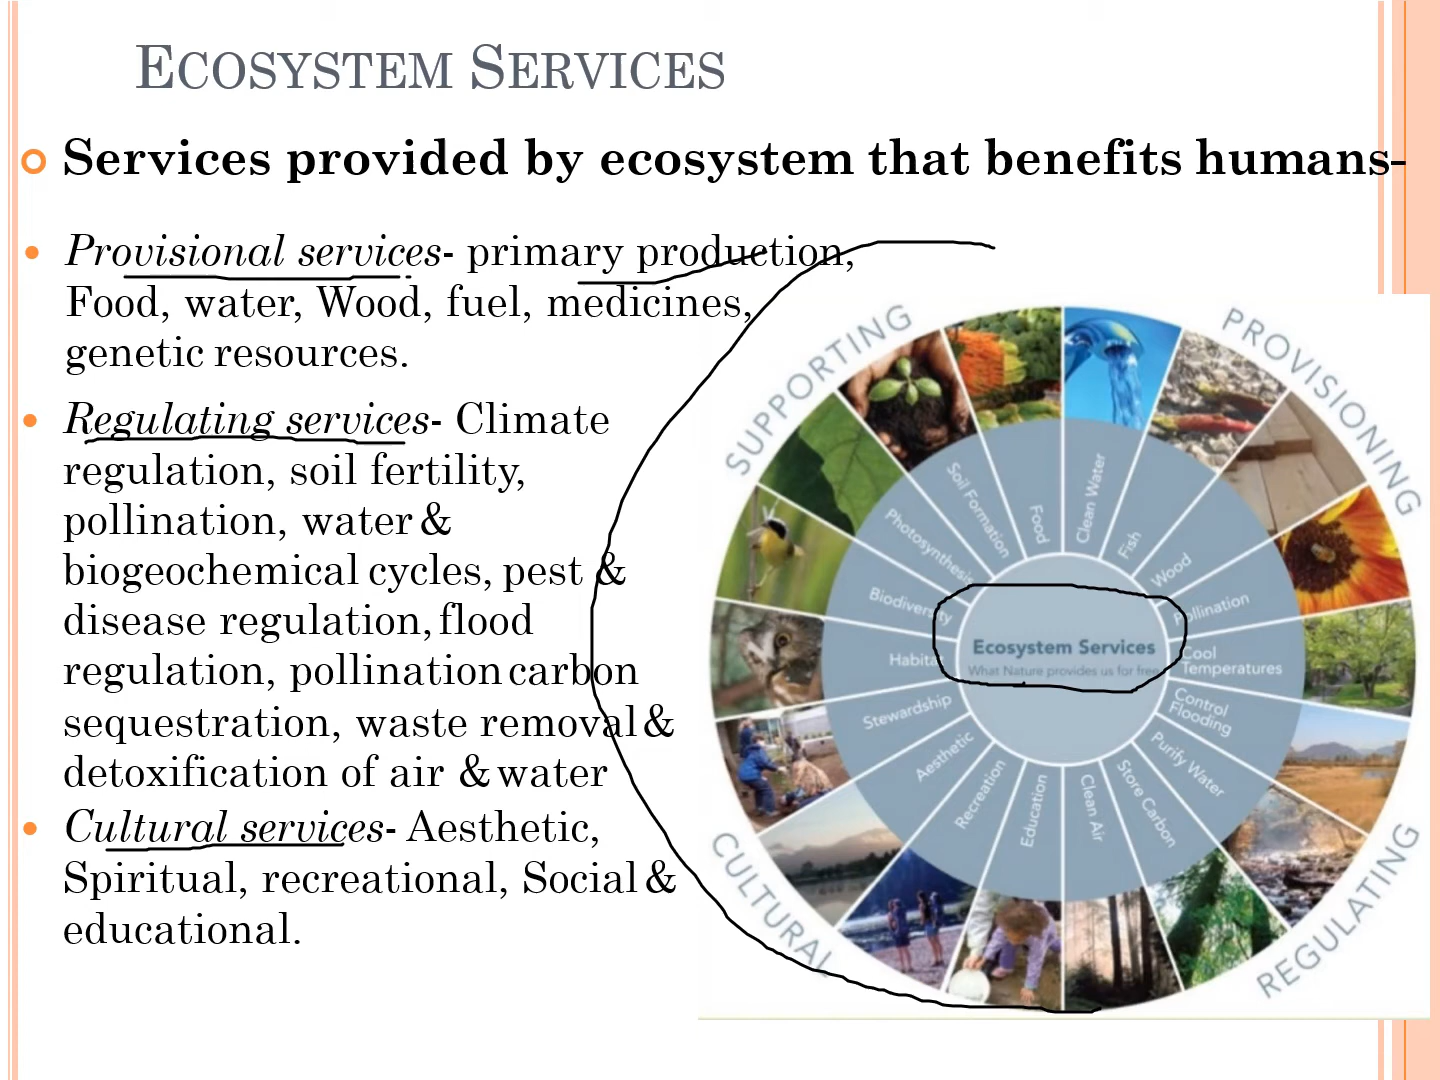 ECOSYSTEM SERVICES
Services provided by ecosystem that benefits humans-
Provisional services- primary production,
Food, water, Wood, fuel, medicines,
genetic resources.
Regulating services- Climate
regulation, soil fertility,
pollination, water &
biogeochemical cycles, pest &
disease regulation, flood
regulation, pollination carbon
sequestration, waste removal &
detoxification of air & water
Cultural services- Aesthetic,
Spiritual, recreational, Social &
educational.
SUPPORTING
PROVISIONING
REGULATING
CULTURAL
Food
Clean Water
Fish
Wood
Pollination
Cool
Temperatures
Control
Flooding
Purify Water
Store Carbon
Clean Air
Education
Recreation
Aesthetic
Stewardship
Habitat
Biodiversity
Photosynthesis
Soil Formation
Ecosystem Services
What Nature provides us for free